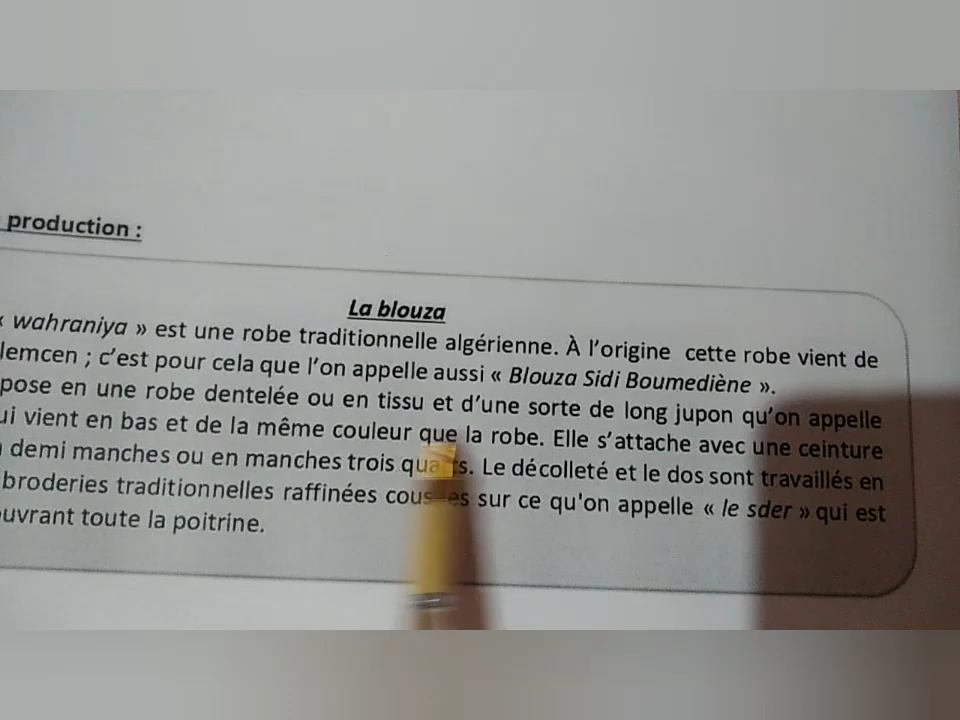 production :
La blouza
« wahraniya » est une robe traditionnelle algérienne. À l'origine cette robe vient de
lemcen ; c'est pour cela que l'on appelle aussi « Blouza Sidi Boumediène ».
pose en une robe dentelée ou en tissu et d'une sorte de long jupon qu'on appelle
ui vient en bas et de la même couleur que la robe. Elle s'attache avec une ceinture
demi manches ou en manches trois quarts. Le décolleté et le dos sont travaillés en
broderies traditionnelles raffinées cousues sur ce qu'on appelle « le sder » qui est
ouvrant toute la poitrine.